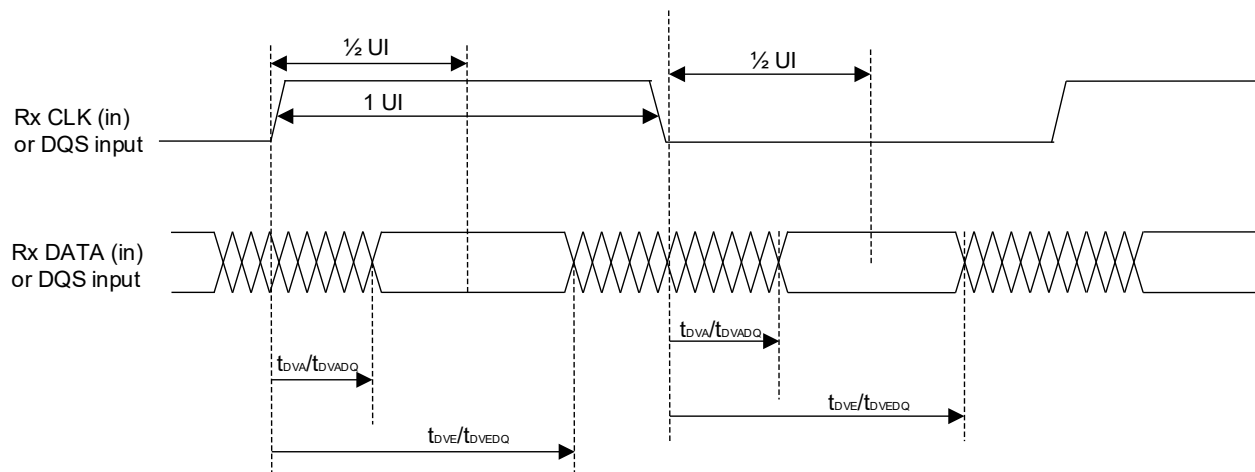 ½ UI
½ UI
1 UI
Rx CLK (in)
or DQS input
Rx DATA (in)
or DQS input
tDVA/tDVADQ
tDVA/tDVADQ
tDVE/tDVEDQ
tDVE/tDVEDQ